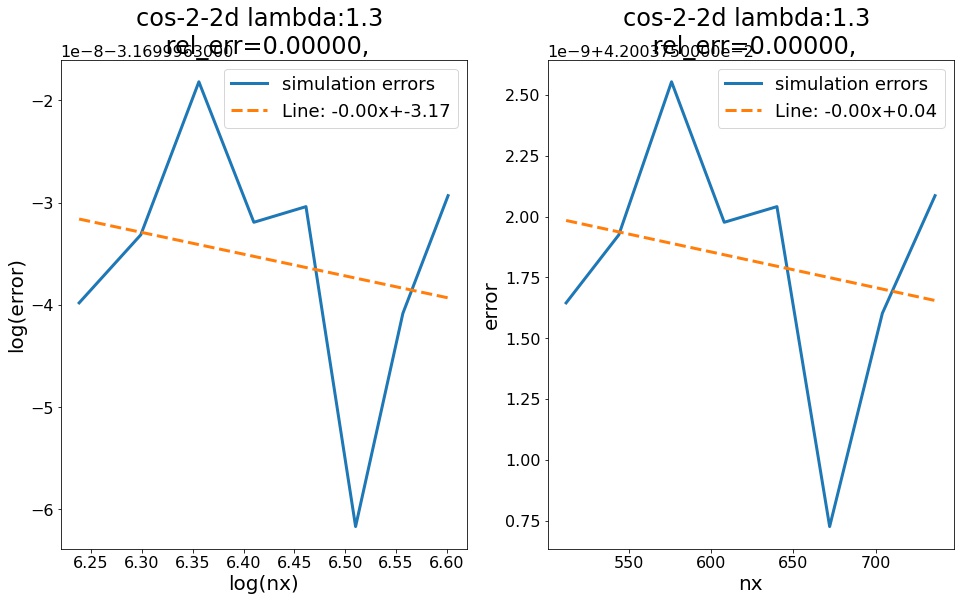 cos-2-2d lambda:1.3
rel_err=0.00000,
1e−8−3.1699963000
simulation errors
Line: -0.00x+-3.17
−2
−3
−4
−5
−6
log(error)
6.25 6.30 6.35 6.40 6.45 6.50 6.55 6.60
log(nx)
cos-2-2d lambda:1.3
rel_err=0.00000,
1e−9+4.2003750000e−2
simulation errors
Line: -0.00x+0.04
2.50
2.25
2.00
1.75
1.50
1.25
1.00
0.75
error
550 600 650 700
nx